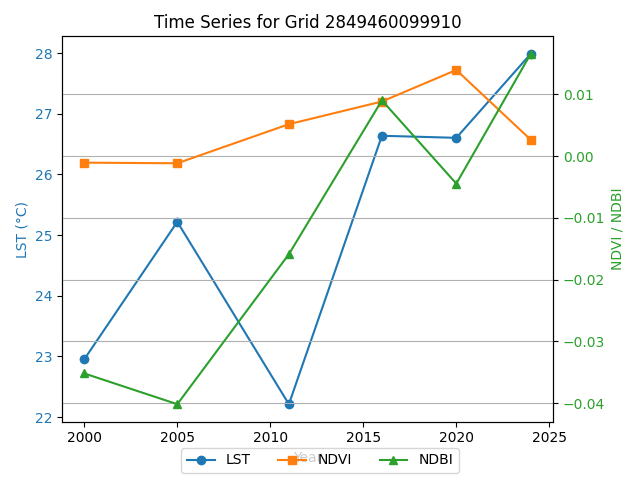 Time Series for Grid 2849460099910
28
27
26
25
24
23
22
LST (°C)
0.01
0.00
−0.01
−0.02
−0.03
−0.04
NDVI / NDBI
2000 2005 2010 2015 2020 2025
Year
LST NDVI NDBI